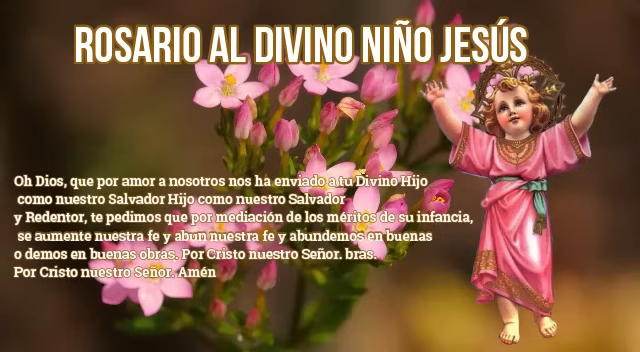 ROSARIO AL DIVINO NIÑO JESÚS
Oh Dios, que por amor a nosotros nos ha enviado a tu Divino Hijo
como nuestro Salvador Hijo como nuestro Salvador
y Redentor, te pedimos que por mediación de los méritos de su infancia,
se aumente nuestra fe y abun nuestra fe y abundemos en buenas
o demos en buenas obras. Por Cristo nuestro Señor. bras.
Por Cristo nuestro Señor. Amén